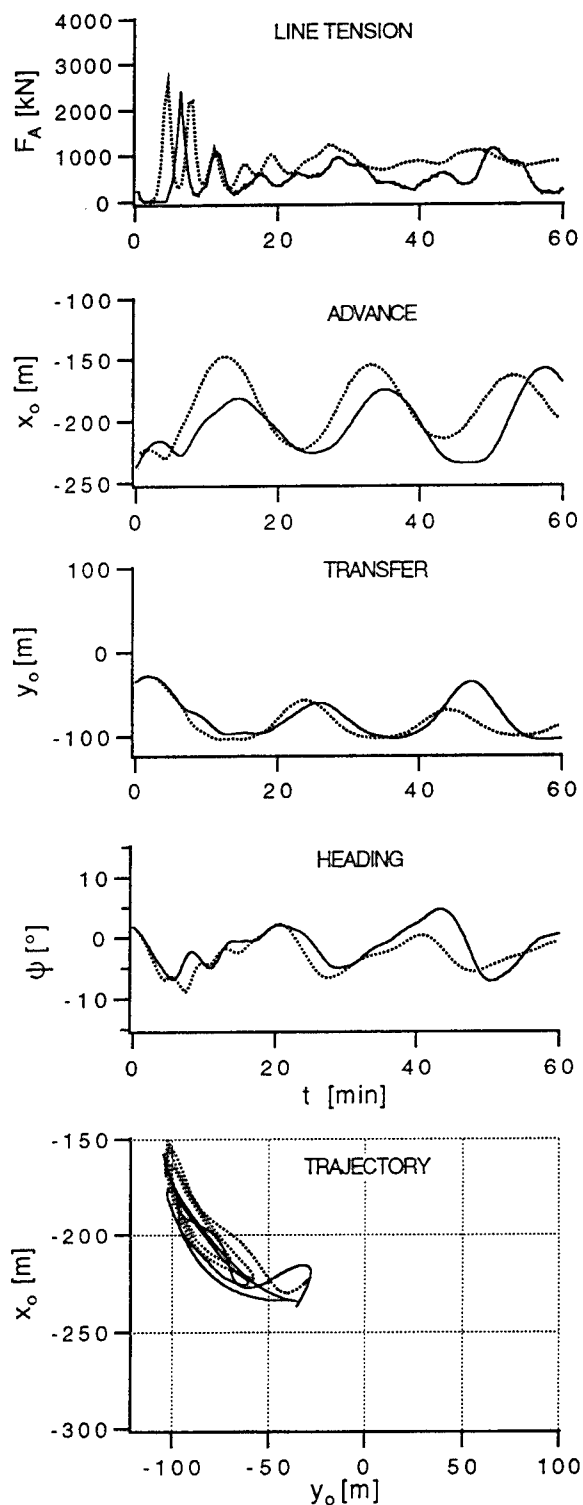 LINE TENSION
F_A [kN]
4000
3000
2000
1000
0
0 20 40 60
ADVANCE
x_o [m]
-100
-150
-200
-250
0 20 40 60
TRANSFER
y_o [m]
100
0
-100
0 20 40 60
HEADING
ψ [°]
10
0
-10
0 20 40 60
t [min]
TRAJECTORY
x_o [m]
-150
-200
-250
-300
-100 -50 0 50 100
y_o [m]